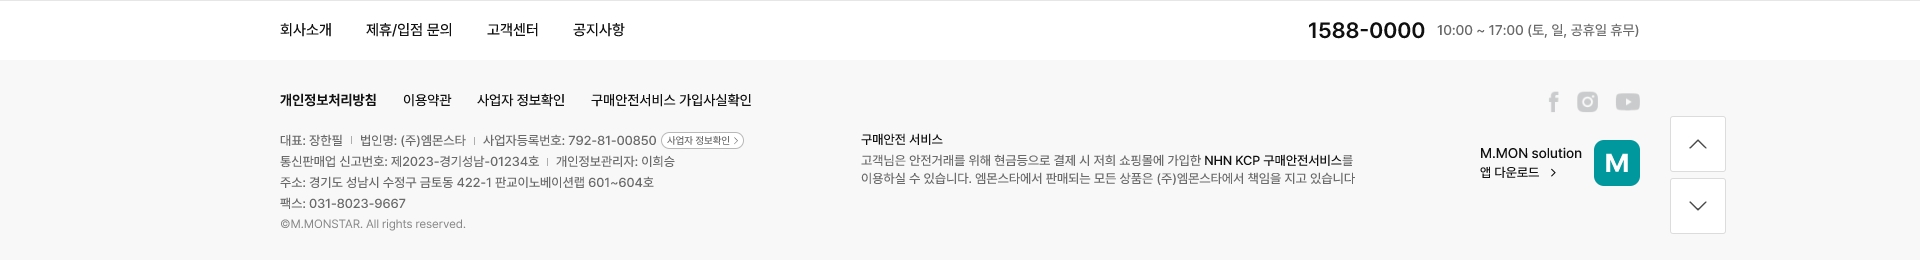 회사소개 제휴/입점 문의 고객센터 공지사항 1588-0000 10:00 ~ 17:00 (토, 일, 공휴일 휴무)
개인정보처리방침 이용약관 사업자 정보확인 구매안전서비스 가입사실확인
대표: 장한필 | 법인명: (주)엠몬스타 | 사업자등록번호: 792-81-00850 사업자 정보확인 >
통신판매업 신고번호: 제2023-경기성남-01234호 | 개인정보관리자: 이희승
주소: 경기도 성남시 수정구 금토동 422-1 판교이노베이션랩 601~604호
팩스: 031-8023-9667
©M.MONSTAR. All rights reserved.
구매안전 서비스
고객님은 안전거래를 위해 현금등으로 결제 시 저희 쇼핑몰에 가입한 NHN KCP 구매안전서비스를
이용하실 수 있습니다. 엠몬스타에서 판매되는 모든 상품은 (주)엠몬스타에서 책임을 지고 있습니다
M.MON solution
앱 다운로드 >
M